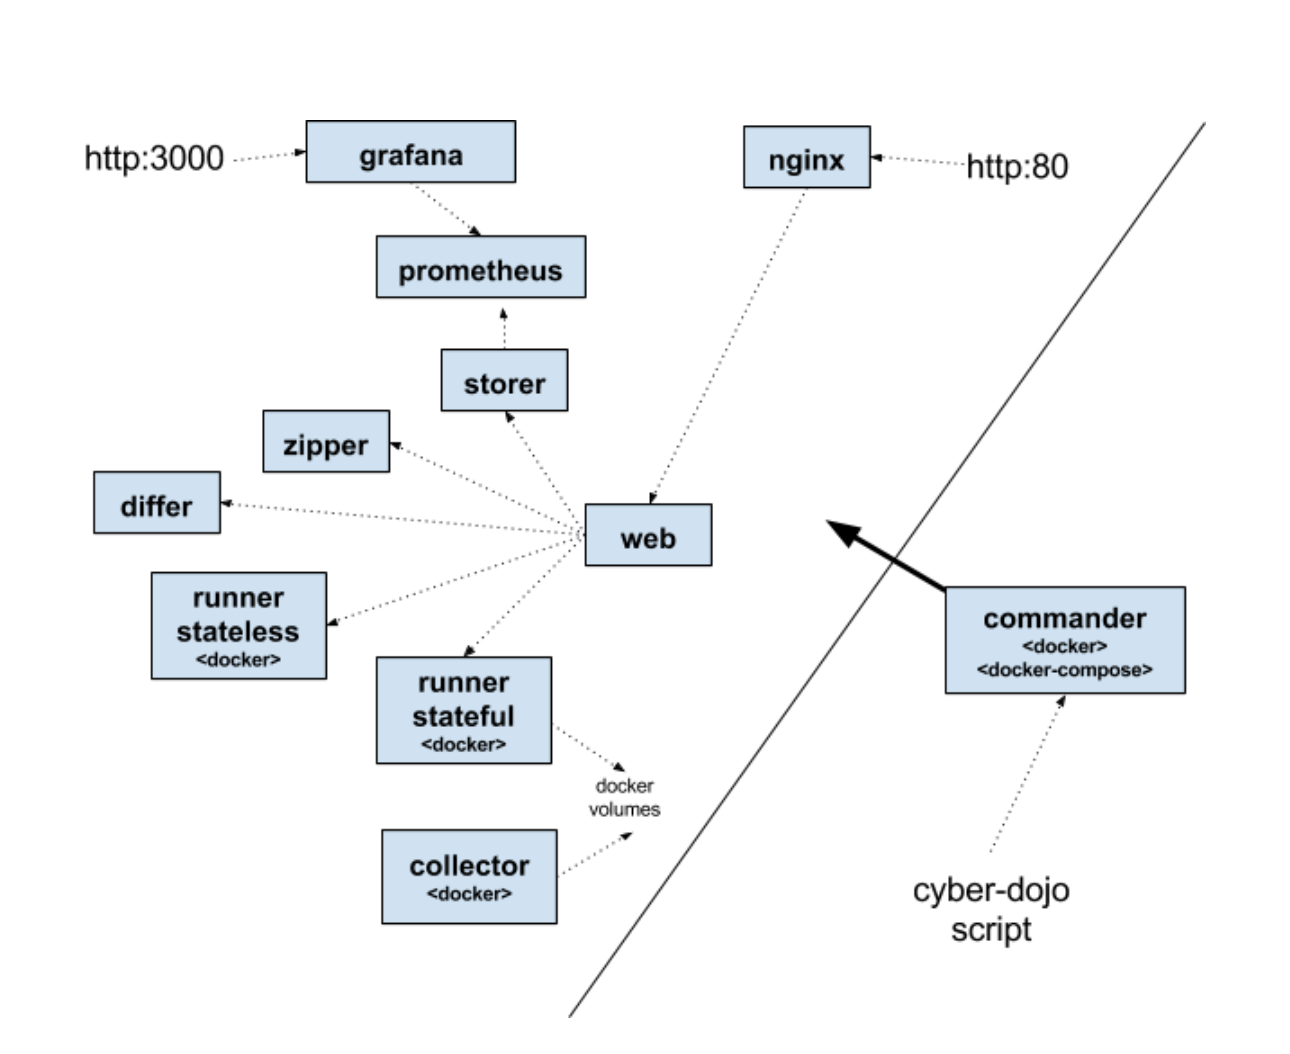 http:3000
grafana
nginx
http:80
prometheus
storer
zipper
differ
web
runner
stateless
<docker>
commander
<docker>
<docker-compose>
runner
stateful
<docker>
docker
volumes
collector
<docker>
cyber-dojo
script